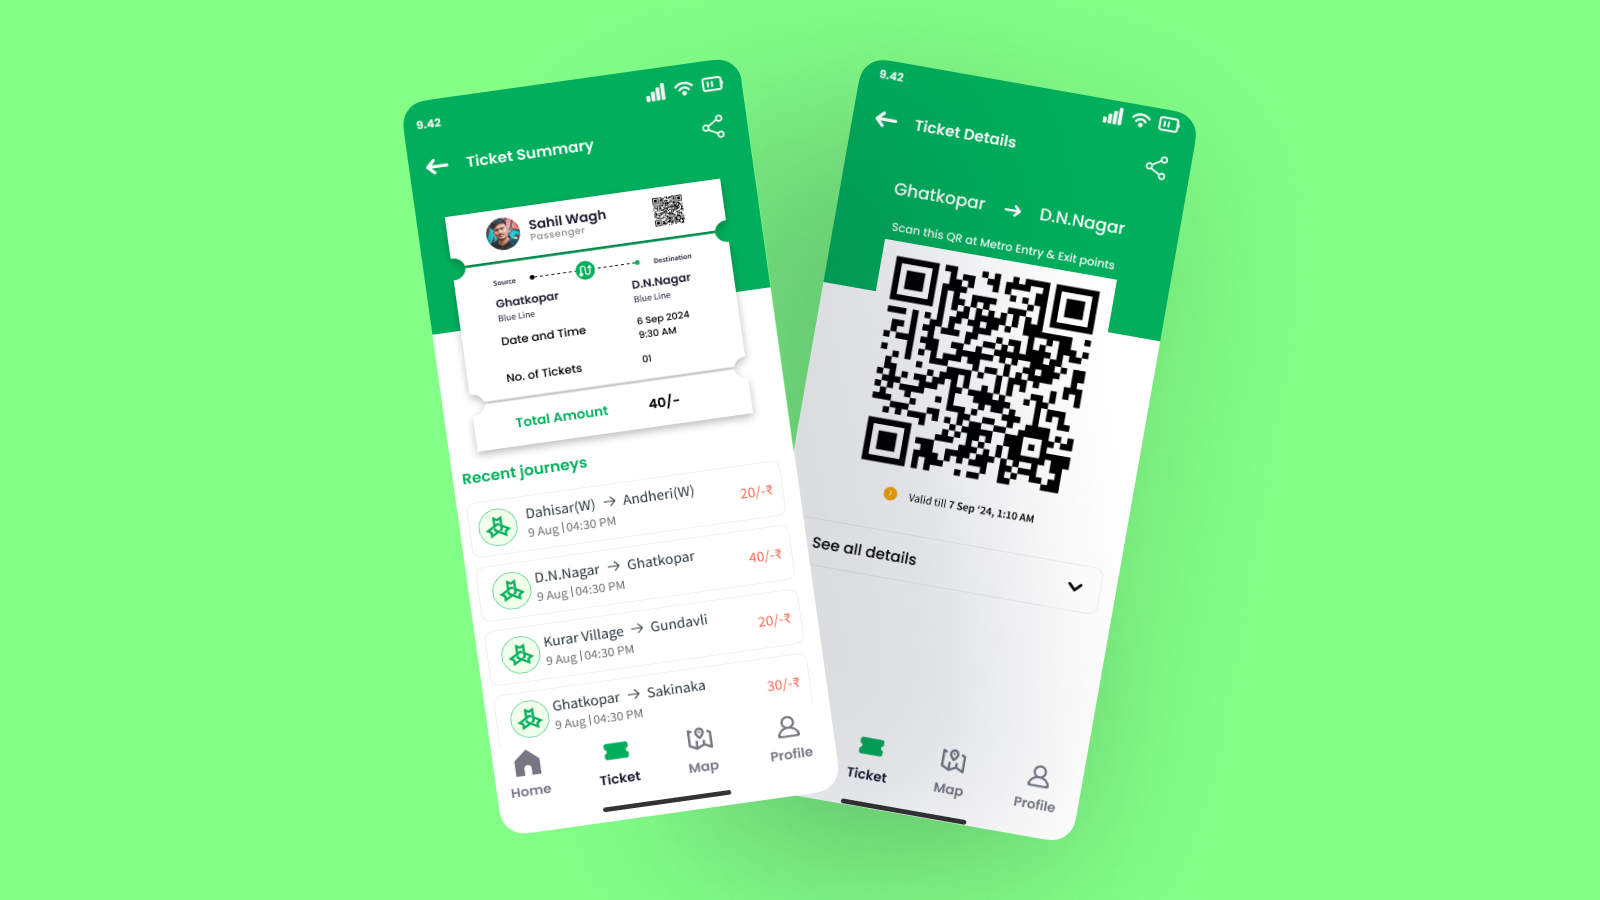 9.42
Ticket Summary
Sahil Wagh
Passenger
Source
Destination
Ghatkopar
D.N.Nagar
Blue Line
Blue Line
Date and Time
6 Sep 2024
9:30 AM
No. of Tickets
01
Total Amount
40/-
Recent journeys
Dahisar(W) → Andheri(W)
20/-₹
9 Aug | 04:30 PM
D.N.Nagar → Ghatkopar
40/-₹
9 Aug | 04:30 PM
Kurar Village → Gundavli
20/-₹
9 Aug | 04:30 PM
Ghatkopar → Sakinaka
30/-₹
9 Aug | 04:30 PM
Home
Ticket
Map
Profile
9.42
Ticket Details
Ghatkopar → D.N.Nagar
Scan this QR at Metro Entry & Exit points
Valid till 7 Sep ‘24, 1:10 AM
See all details
Ticket
Map
Profile